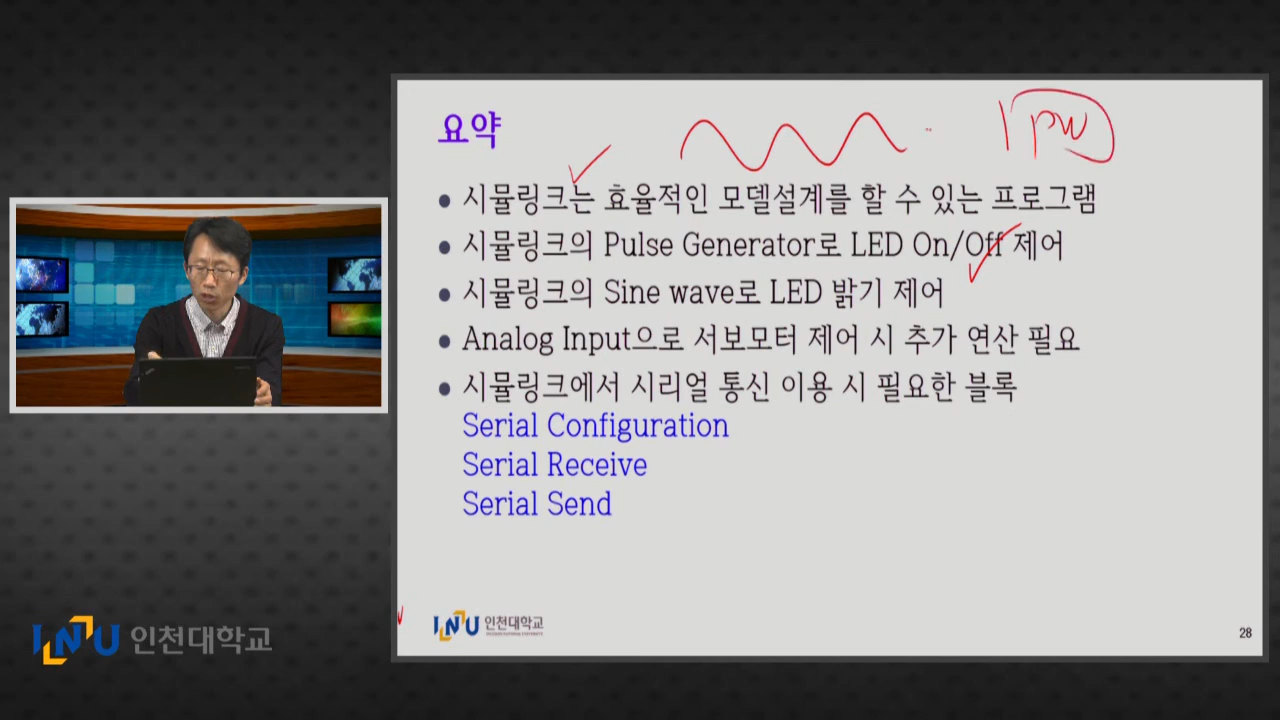 요약
pw
• 시뮬링크는 효율적인 모델설계를 할 수 있는 프로그램
• 시뮬링크의 Pulse Generator로 LED On/Off 제어
• 시뮬링크의 Sine wave로 LED 밝기 제어
• Analog Input으로 서보모터 제어 시 추가 연산 필요
• 시뮬링크에서 시리얼 통신 이용 시 필요한 블록
Serial Configuration
Serial Receive
Serial Send
INU 인천대학교
INU 인천대학교
28